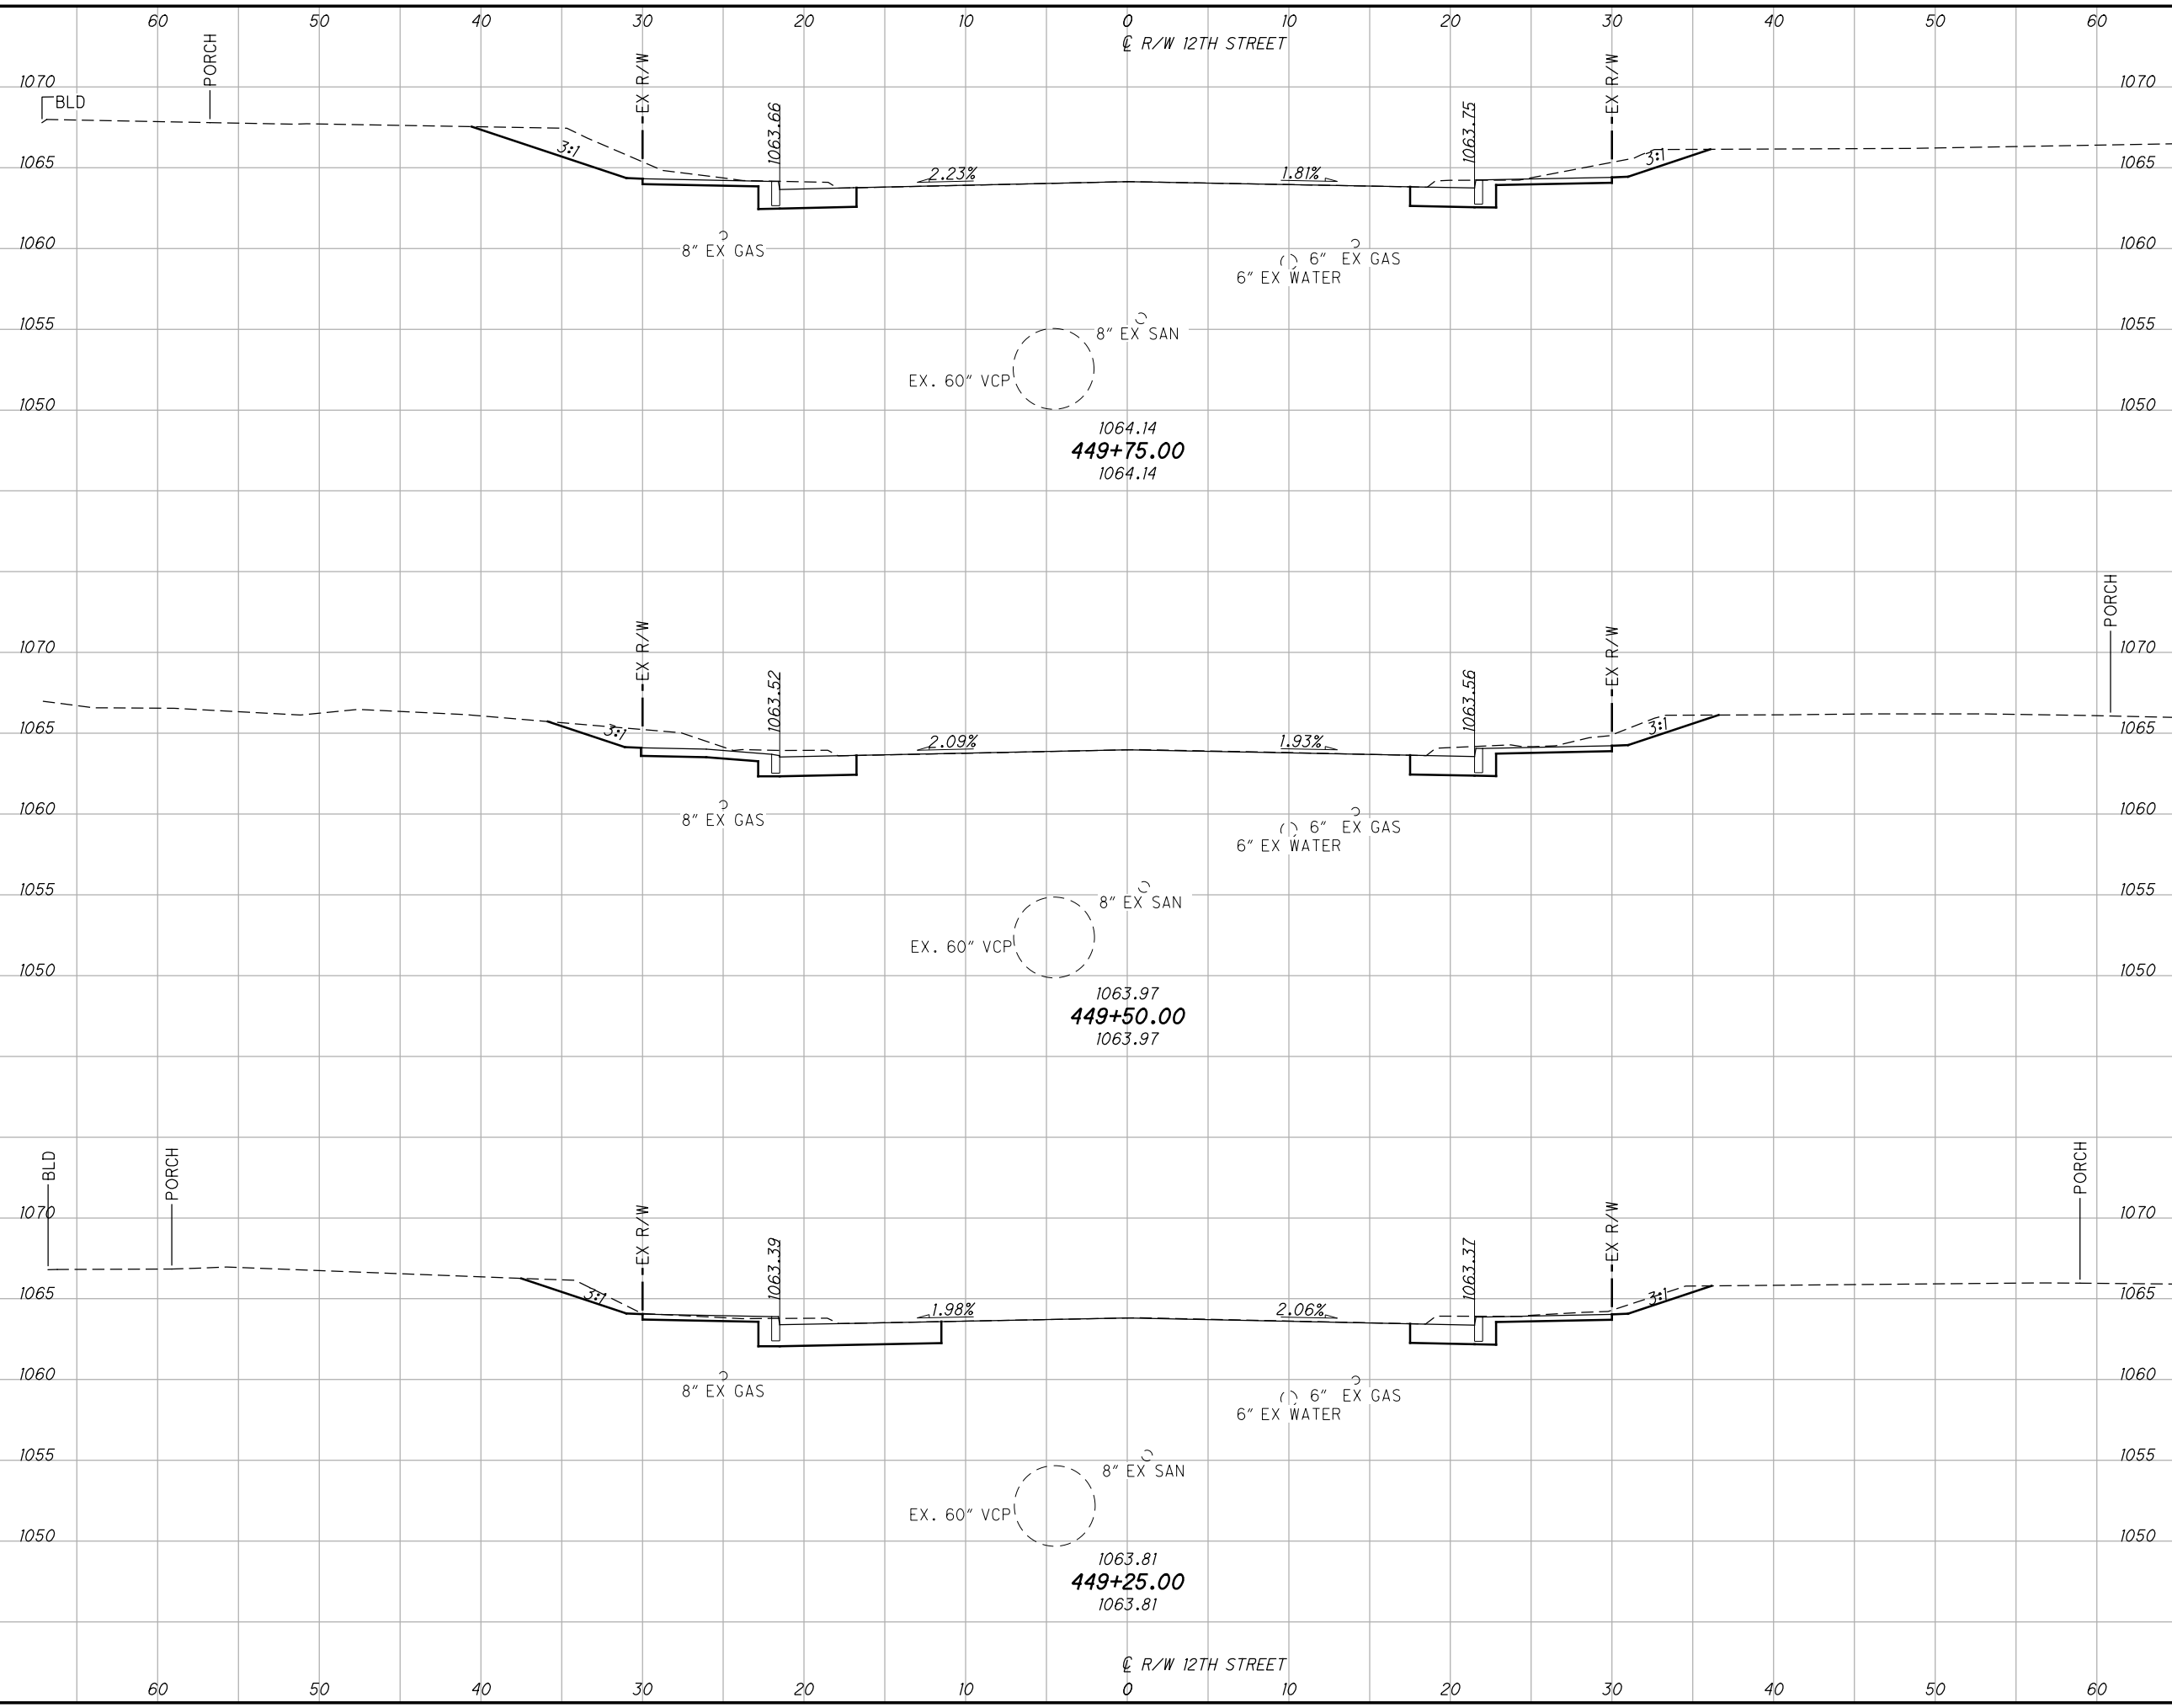 60 50 40 30 20 10 0 10 20 30 40 50 60
℄ R/W 12TH STREET
PORCH
EX R/W
EX R/W
1070 1070
BLD
1063.66
1063.75
3:1
3:1
1065 1065
2.23%
1.81%
1060 1060
8" EX GAS
6" EX GAS
6" EX WATER
1055 1055
8" EX SAN
EX. 60" VCP
1050 1050
1064.14
449+75.00
1064.14
PORCH
EX R/W
EX R/W
1070 1070
1063.52
1063.56
3:1
3:1
1065 1065
2.09%
1.93%
1060 1060
8" EX GAS
6" EX GAS
6" EX WATER
1055 1055
8" EX SAN
EX. 60" VCP
1050 1050
1063.97
449+50.00
1063.97
BLD
PORCH
PORCH
EX R/W
EX R/W
1070 1070
1063.39
1063.37
3:1
3:1
1065 1065
1.98%
2.06%
1060 1060
8" EX GAS
6" EX GAS
6" EX WATER
1055 1055
8" EX SAN
EX. 60" VCP
1050 1050
1063.81
449+25.00
1063.81
℄ R/W 12TH STREET
60 50 40 30 20 10 0 10 20 30 40 50 60